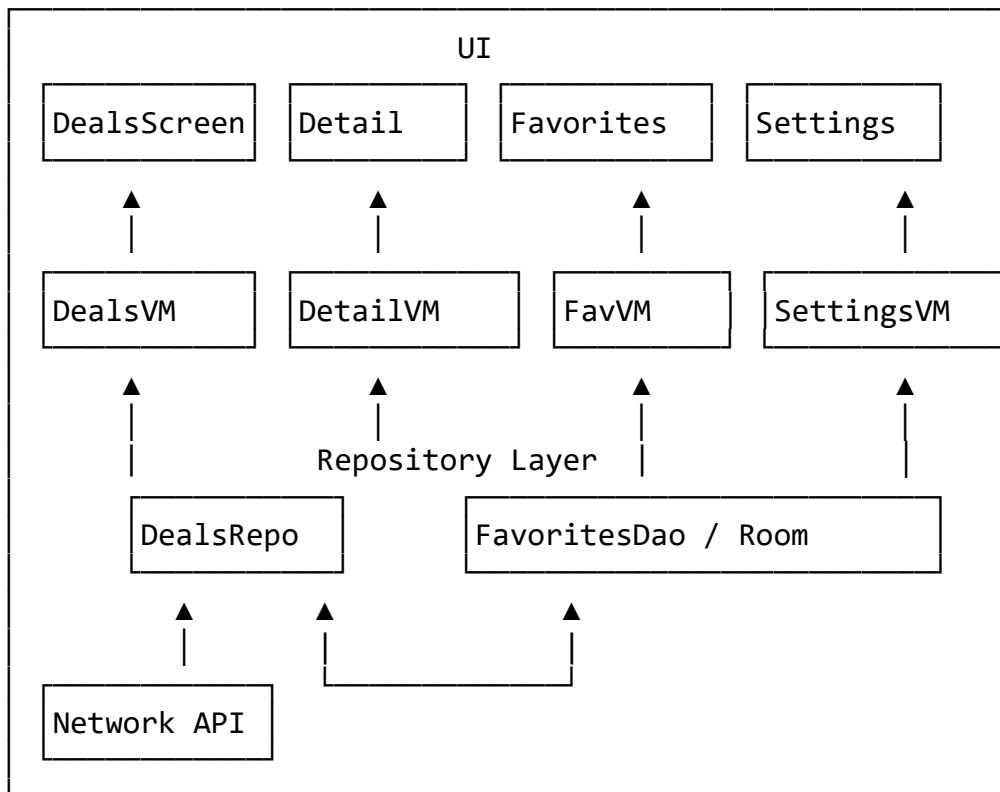 UI
DealsScreen Detail Favorites Settings
DealsVM DetailVM FavVM SettingsVM
Repository Layer
DealsRepo FavoritesDao / Room
Network API